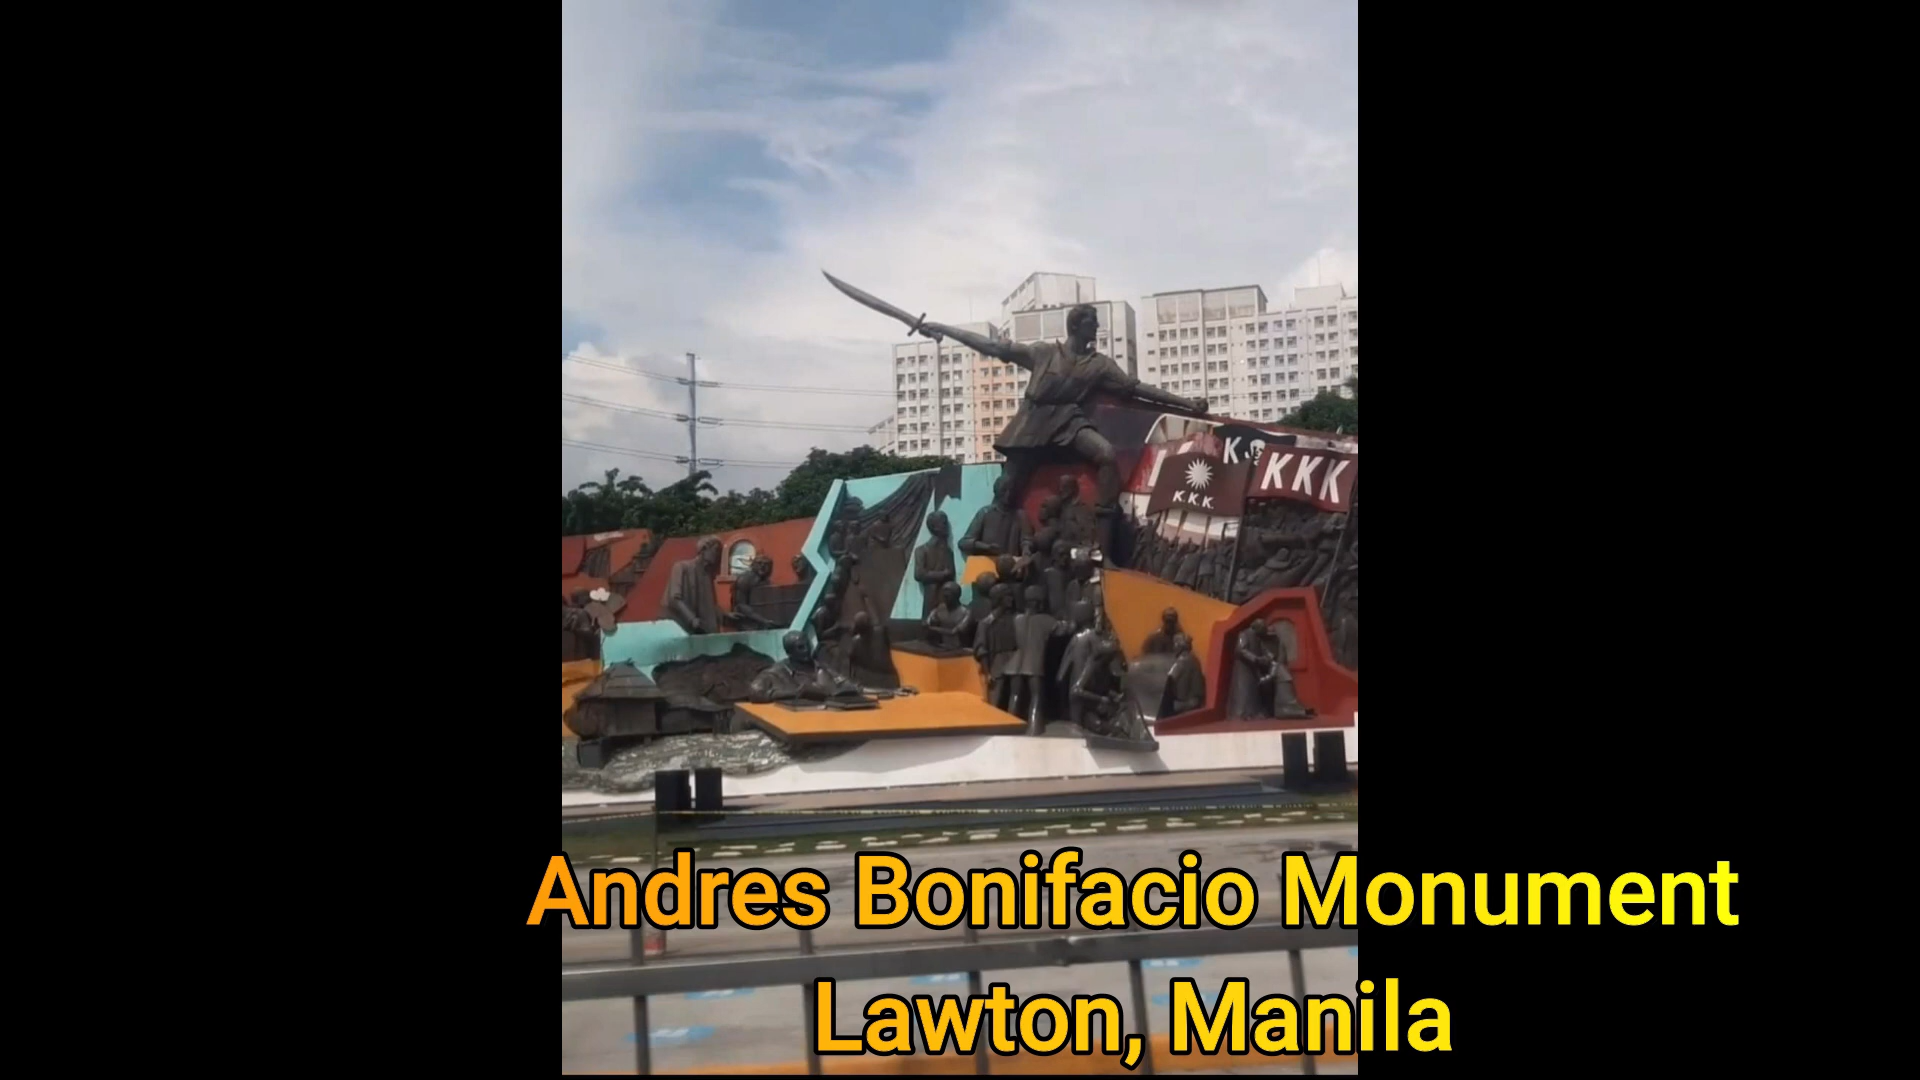 K
KKK
K.K.K.
Andres Bonifacio Monument
Lawton, Manila